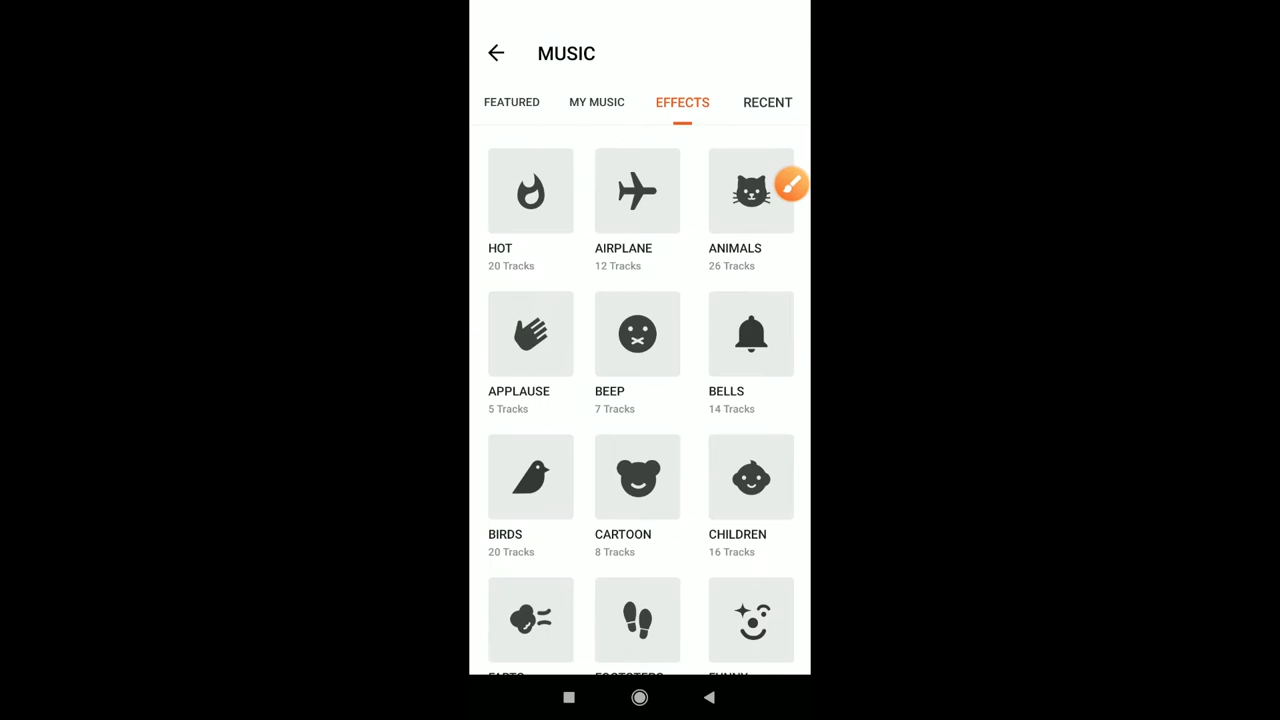 MUSIC
FEATURED MY MUSIC EFFECTS RECENT
HOT AIRPLANE ANIMALS
20 Tracks 12 Tracks 26 Tracks
APPLAUSE BEEP BELLS
5 Tracks 7 Tracks 14 Tracks
BIRDS CARTOON CHILDREN
20 Tracks 8 Tracks 16 Tracks